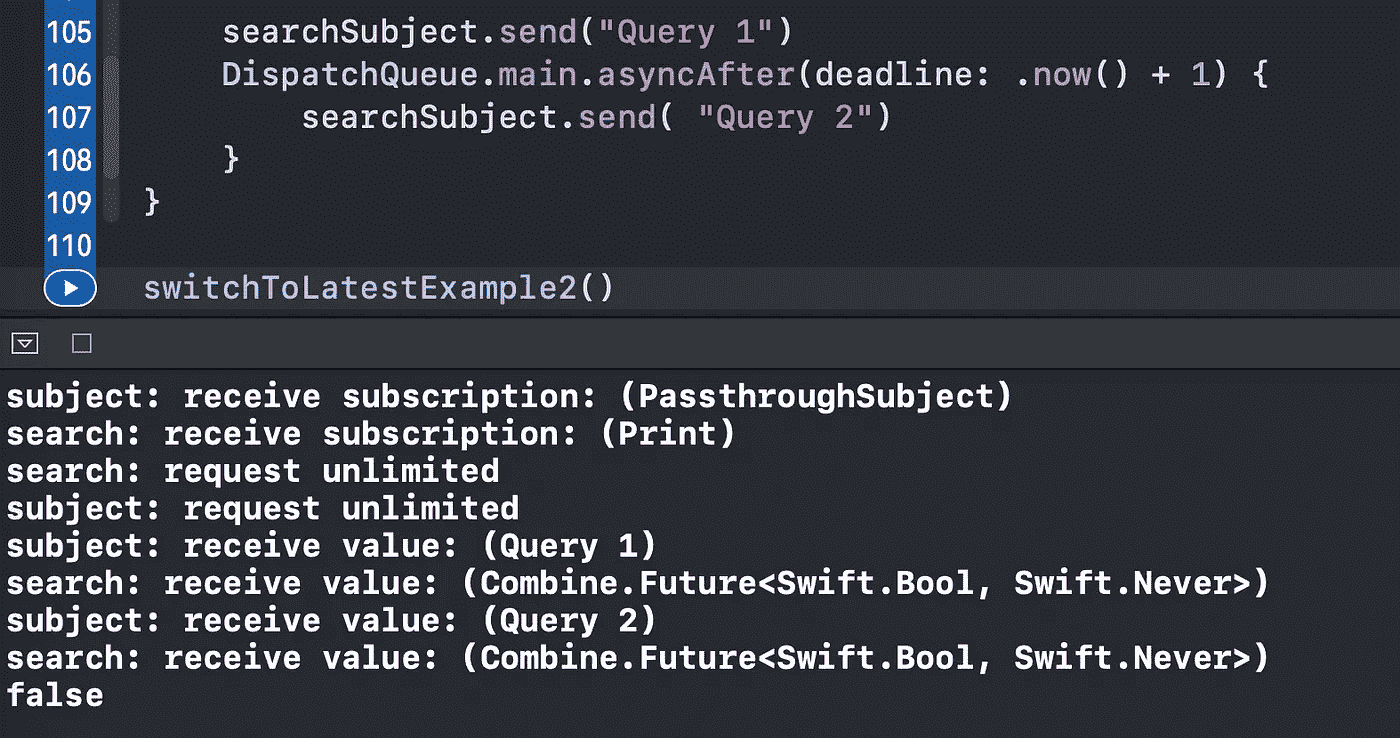 105 searchSubject.send("Query 1")
106 DispatchQueue.main.asyncAfter(deadline: .now() + 1) {
107 searchSubject.send( "Query 2")
108 }
109 }
110
switchToLatestExample2()
subject: receive subscription: (PassthroughSubject)
search: receive subscription: (Print)
search: request unlimited
subject: request unlimited
subject: receive value: (Query 1)
search: receive value: (Combine.Future<Swift.Bool, Swift.Never>)
subject: receive value: (Query 2)
search: receive value: (Combine.Future<Swift.Bool, Swift.Never>)
false